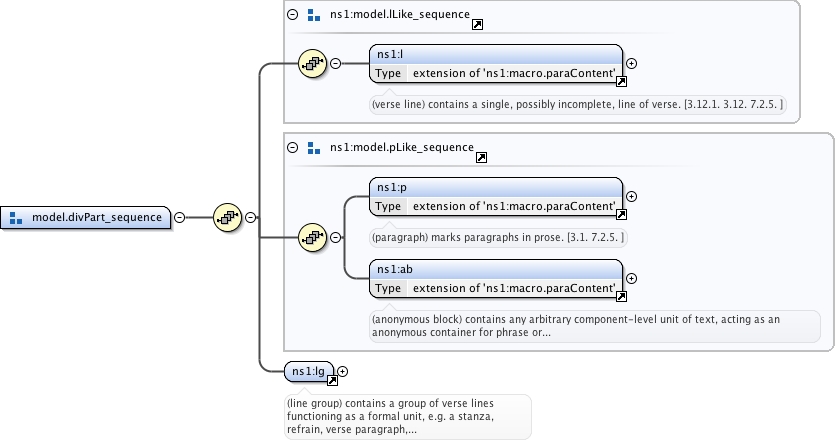 ns1:model.lLike_sequence
ns1:l
Type extension of 'ns1:macro.paraContent'
(verse line) contains a single, possibly incomplete, line of verse. [3.12.1. 3.12. 7.2.5. ]
ns1:model.pLike_sequence
ns1:p
Type extension of 'ns1:macro.paraContent'
(paragraph) marks paragraphs in prose. [3.1. 7.2.5. ]
model.divPart_sequence
ns1:ab
Type extension of 'ns1:macro.paraContent'
(anonymous block) contains any arbitrary component-level unit of text, acting as an
anonymous container for phrase or...
ns1:lg
(line group) contains a group of verse lines
functioning as a formal unit, e.g. a stanza,
refrain, verse paragraph,...